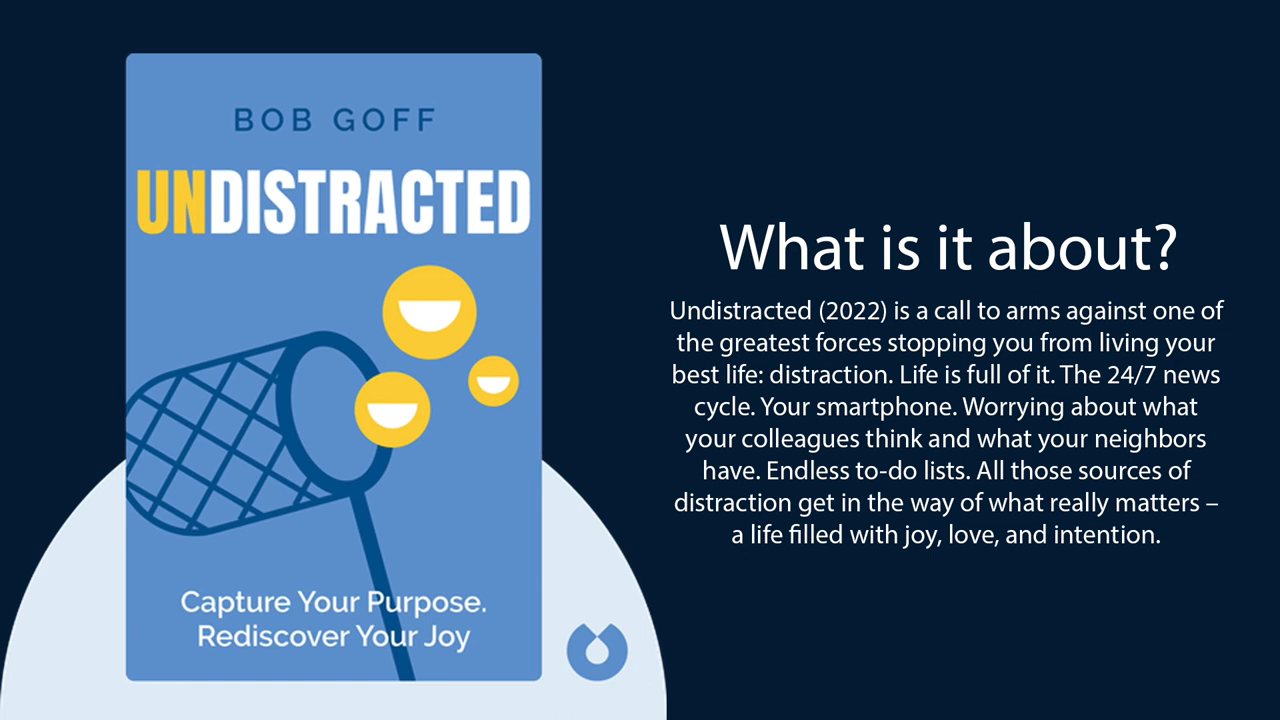 BOB GOFF
UNDISTRACTED
Capture Your Purpose.
Rediscover Your Joy
What is it about?
Undistracted (2022) is a call to arms against one of
the greatest forces stopping you from living your
best life: distraction. Life is full of it. The 24/7 news
cycle. Your smartphone. Worrying about what
your colleagues think and what your neighbors
have. Endless to-do lists. All those sources of
distraction get in the way of what really matters –
a life filled with joy, love, and intention.